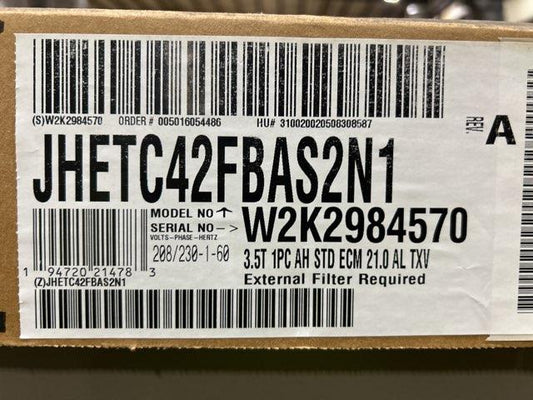 (S)W2K2984570 ORDER # 005016054486 HU# 310020020508308587
REV. A
JHETC42FBAS2N1
MODEL NO ↑
SERIAL NO -> W2K2984570
VOLTS-PHASE-HERTZ
208/230-1-60 3.5T 1PC AH STD ECM 21.0 AL TXV
1 94720 21478 3
External Filter Required
(Z)JHETC42FBAS2N1